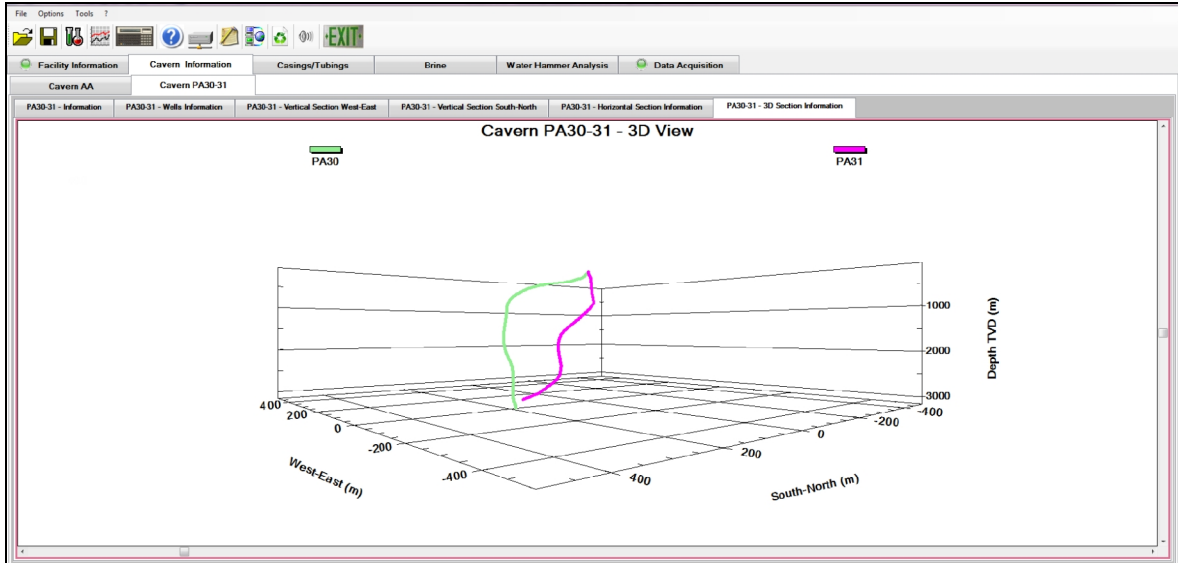 File Options Tools ?
EXIT
Facility Information Cavern Information Casings/Tubings Brine Water Hammer Analysis Data Acquisition
Cavern AA Cavern PA30-31
PA30-31 - Information PA30-31 - Wells Information PA30-31 - Vertical Section West-East PA30-31 - Vertical Section South-North PA30-31 - Horizontal Section Information PA30-31 - 3D Section Information
Cavern PA30-31 - 3D View
PA30 PA31
1000
2000
3000
Depth TVD (m)
400 200 0 -200 -400
West-East (m)
400 200 0 -200 -400
South-North (m)